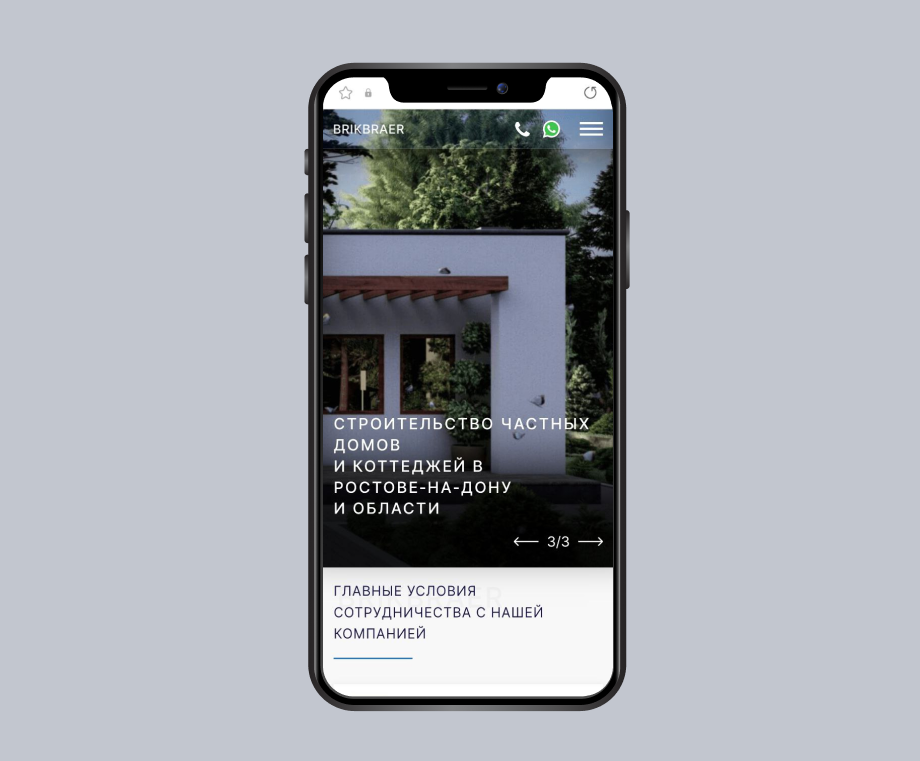 BRIKBRAER
СТРОИТЕЛЬСТВО ЧАСТНЫХ
ДОМОВ
И КОТТЕДЖЕЙ В
РОСТОВЕ-НА-ДОНУ
И ОБЛАСТИ
3/3
ГЛАВНЫЕ УСЛОВИЯ
СОТРУДНИЧЕСТВА С НАШЕЙ
КОМПАНИЕЙ